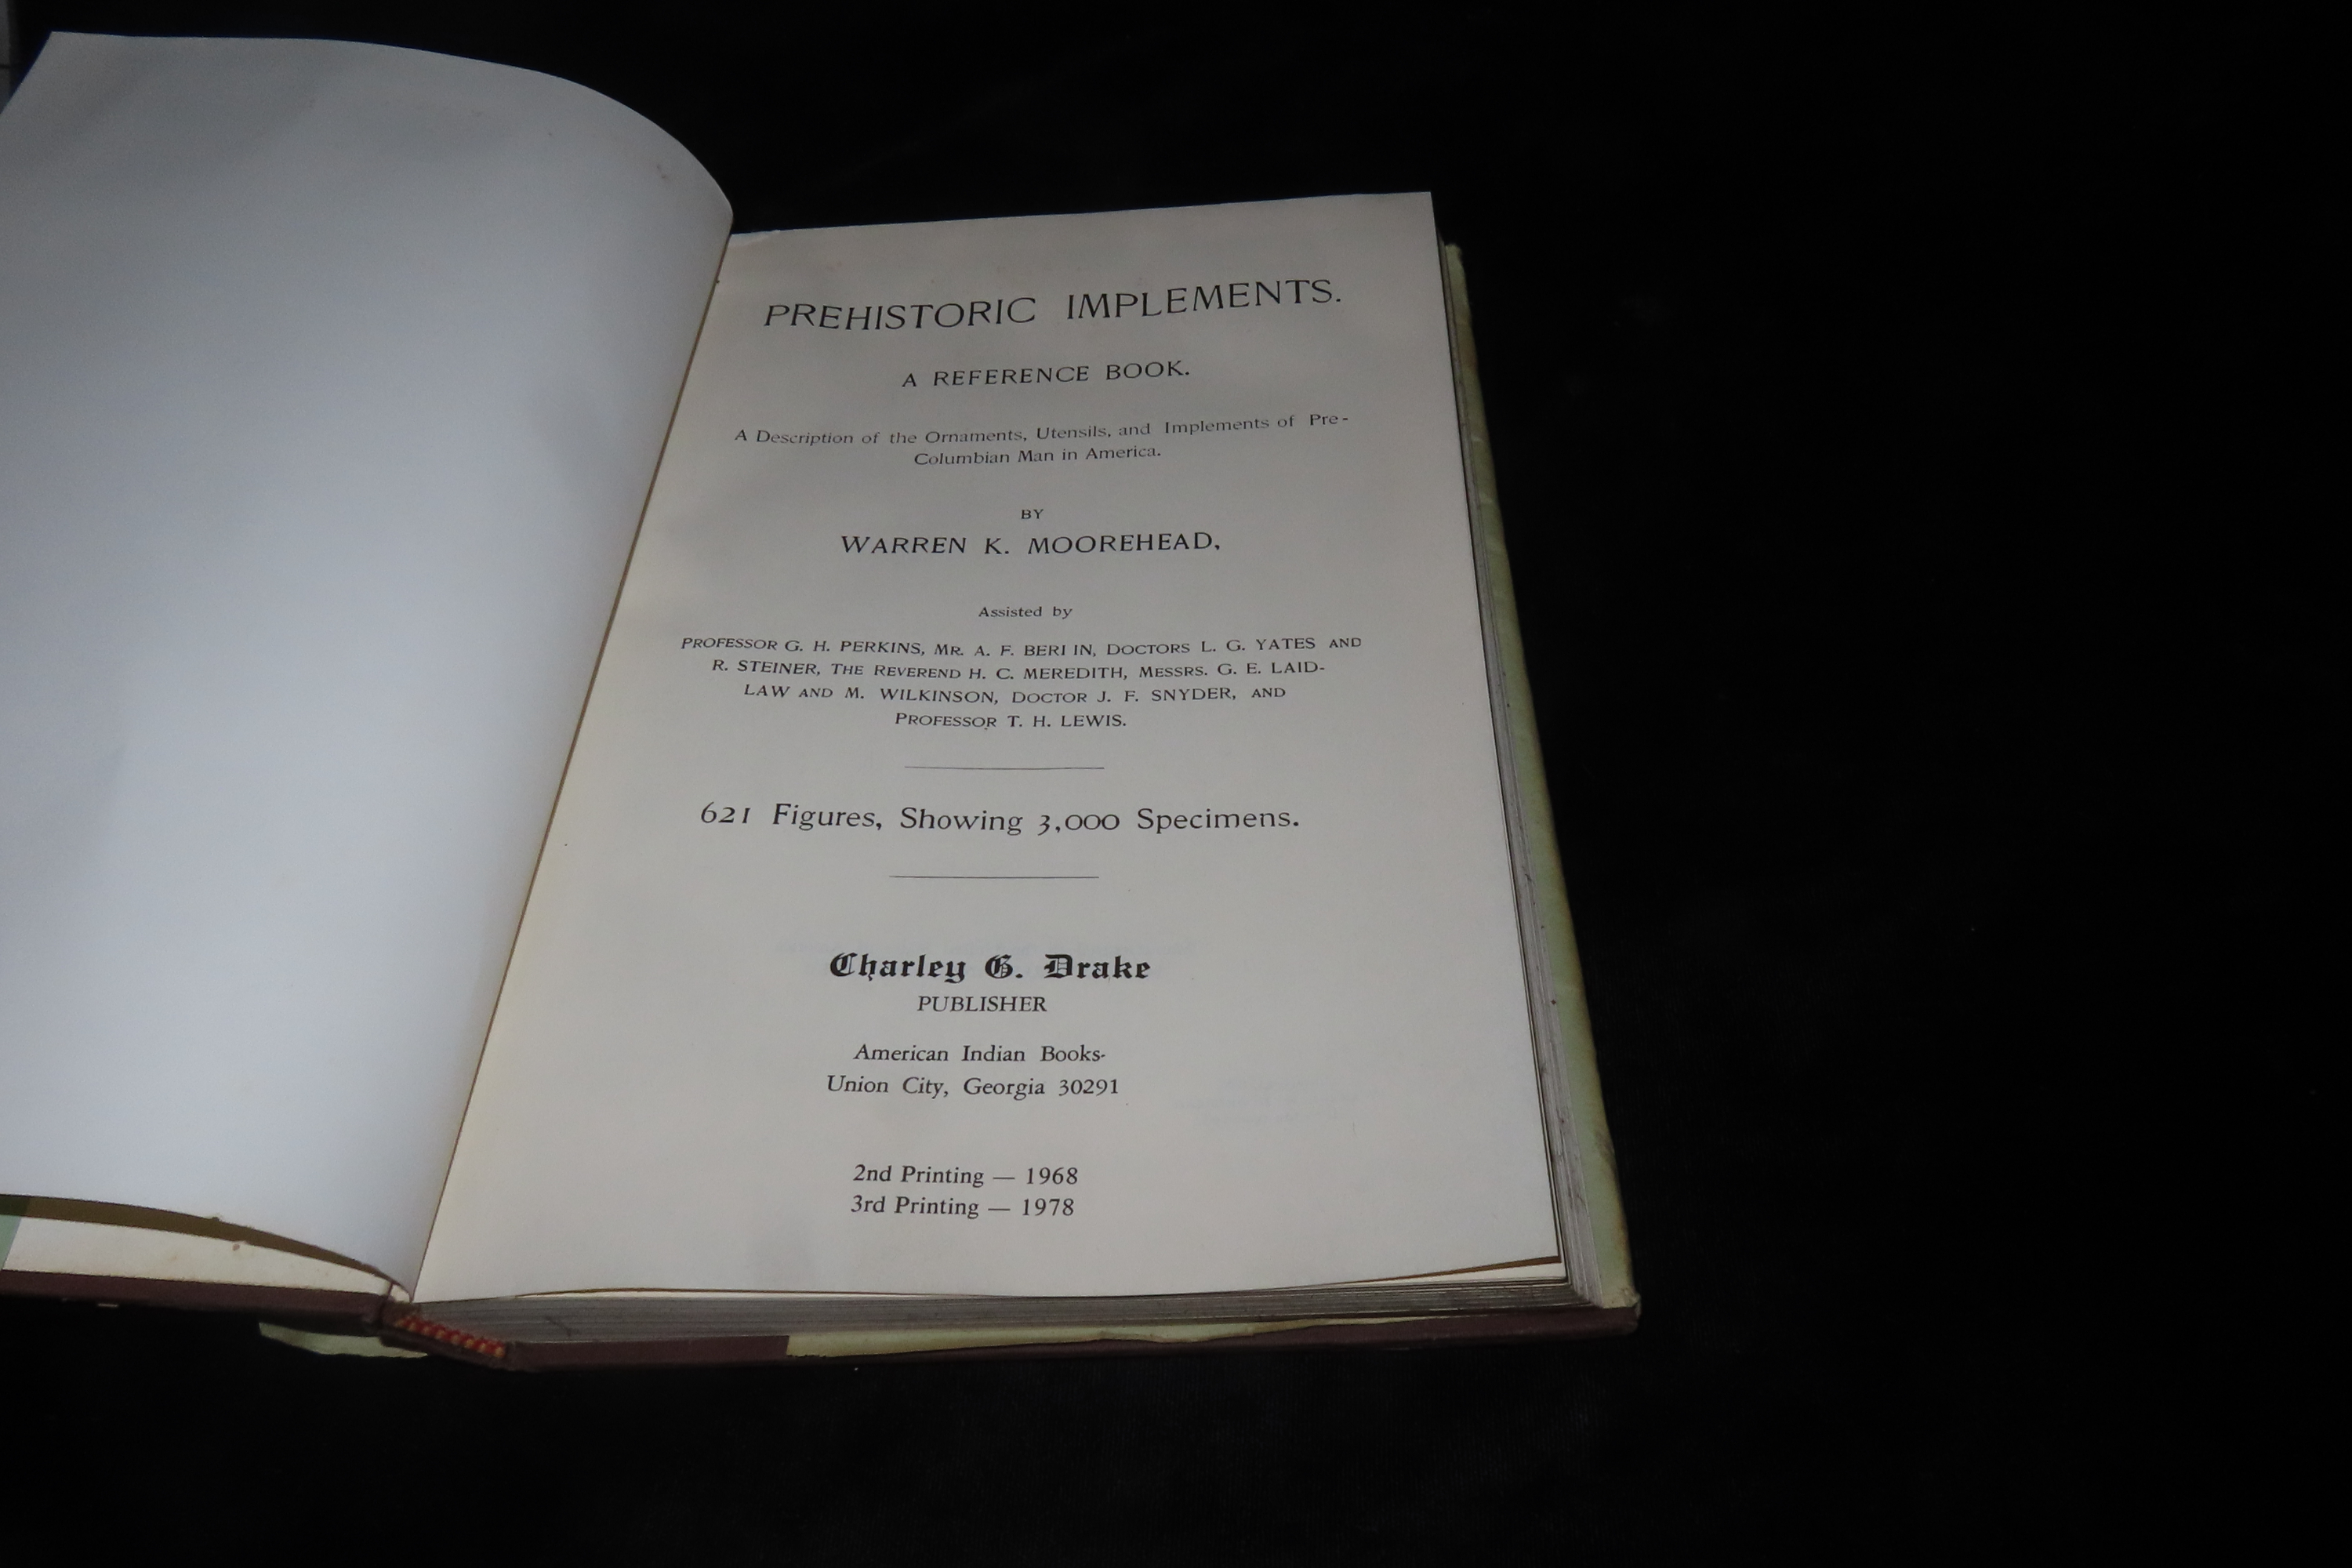 PREHISTORIC IMPLEMENTS.
A REFERENCE BOOK.
A Description of the Ornaments, Utensils, and Implements of Pre-
Columbian Man in America.
BY
WARREN K. MOOREHEAD,
Assisted by
PROFESSOR G. H. PERKINS, MR. A. F. BERLIN, DOCTORS L. G. YATES AND
R. STEINER, THE REVEREND H. C. MEREDITH, MESSRS. G. E. LAID-
LAW AND M. WILKINSON, DOCTOR J. F. SNYDER, AND
PROFESSOR T. H. LEWIS.
621 Figures, Showing 3,000 Specimens.
Charley G. Drake
PUBLISHER
American Indian Books-
Union City, Georgia 30291
2nd Printing — 1968
3rd Printing — 1978